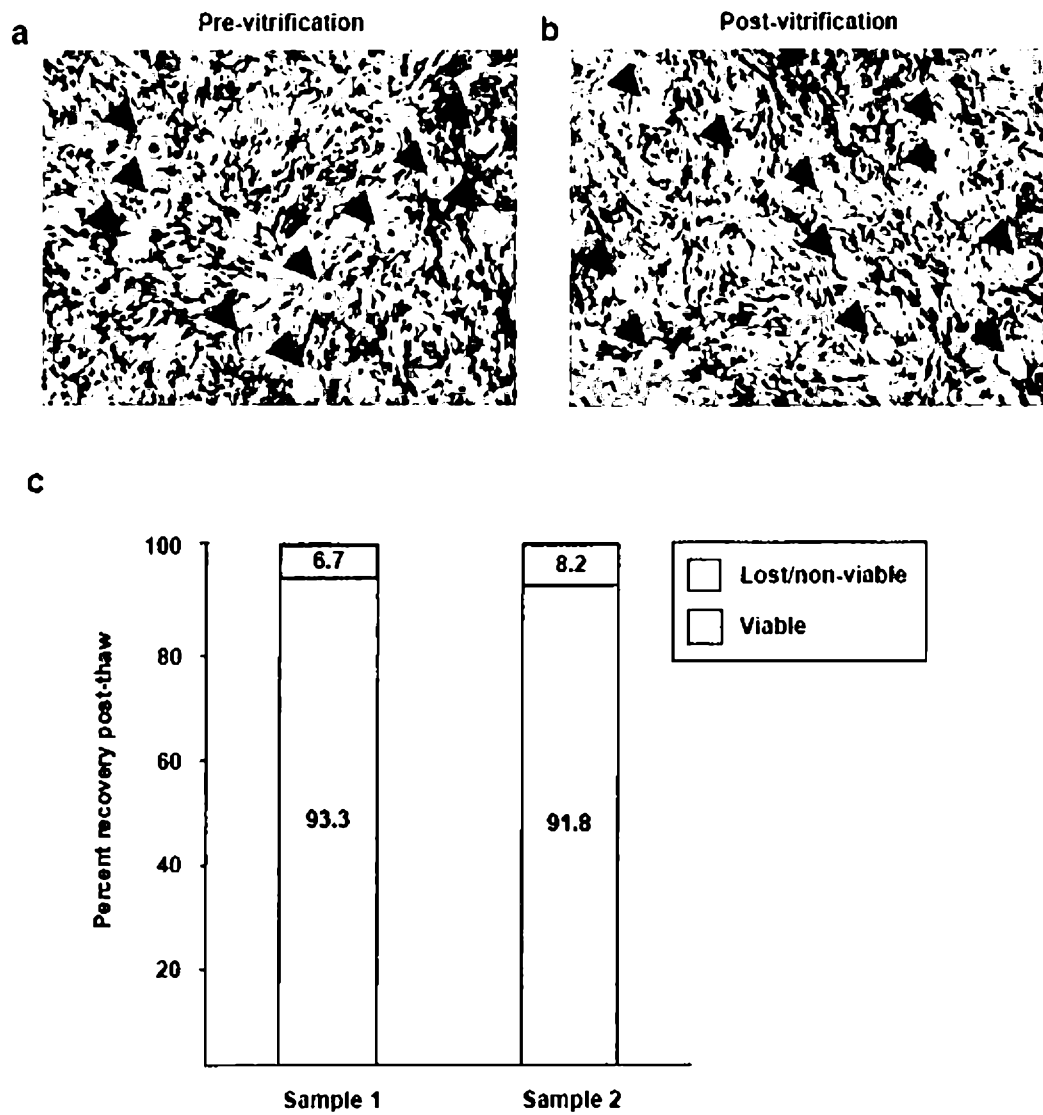 a
Pre-vitrification
b
Post-vitrification
c
Percent recovery post-thaw
100
80
60
40
20
6.7
93.3
8.2
91.8
Lost/non-viable
Viable
Sample 1
Sample 2